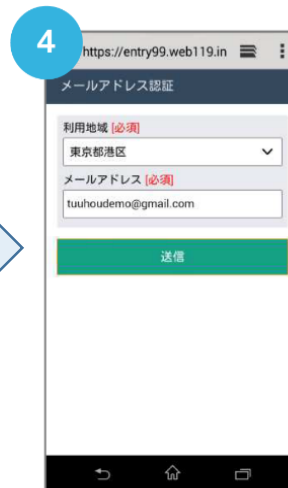 4
https://entry99.web119.in
メールアドレス認証
利用地域 [必須]
東京都港区
メールアドレス [必須]
tuuhoudemo@gmail.com
送信